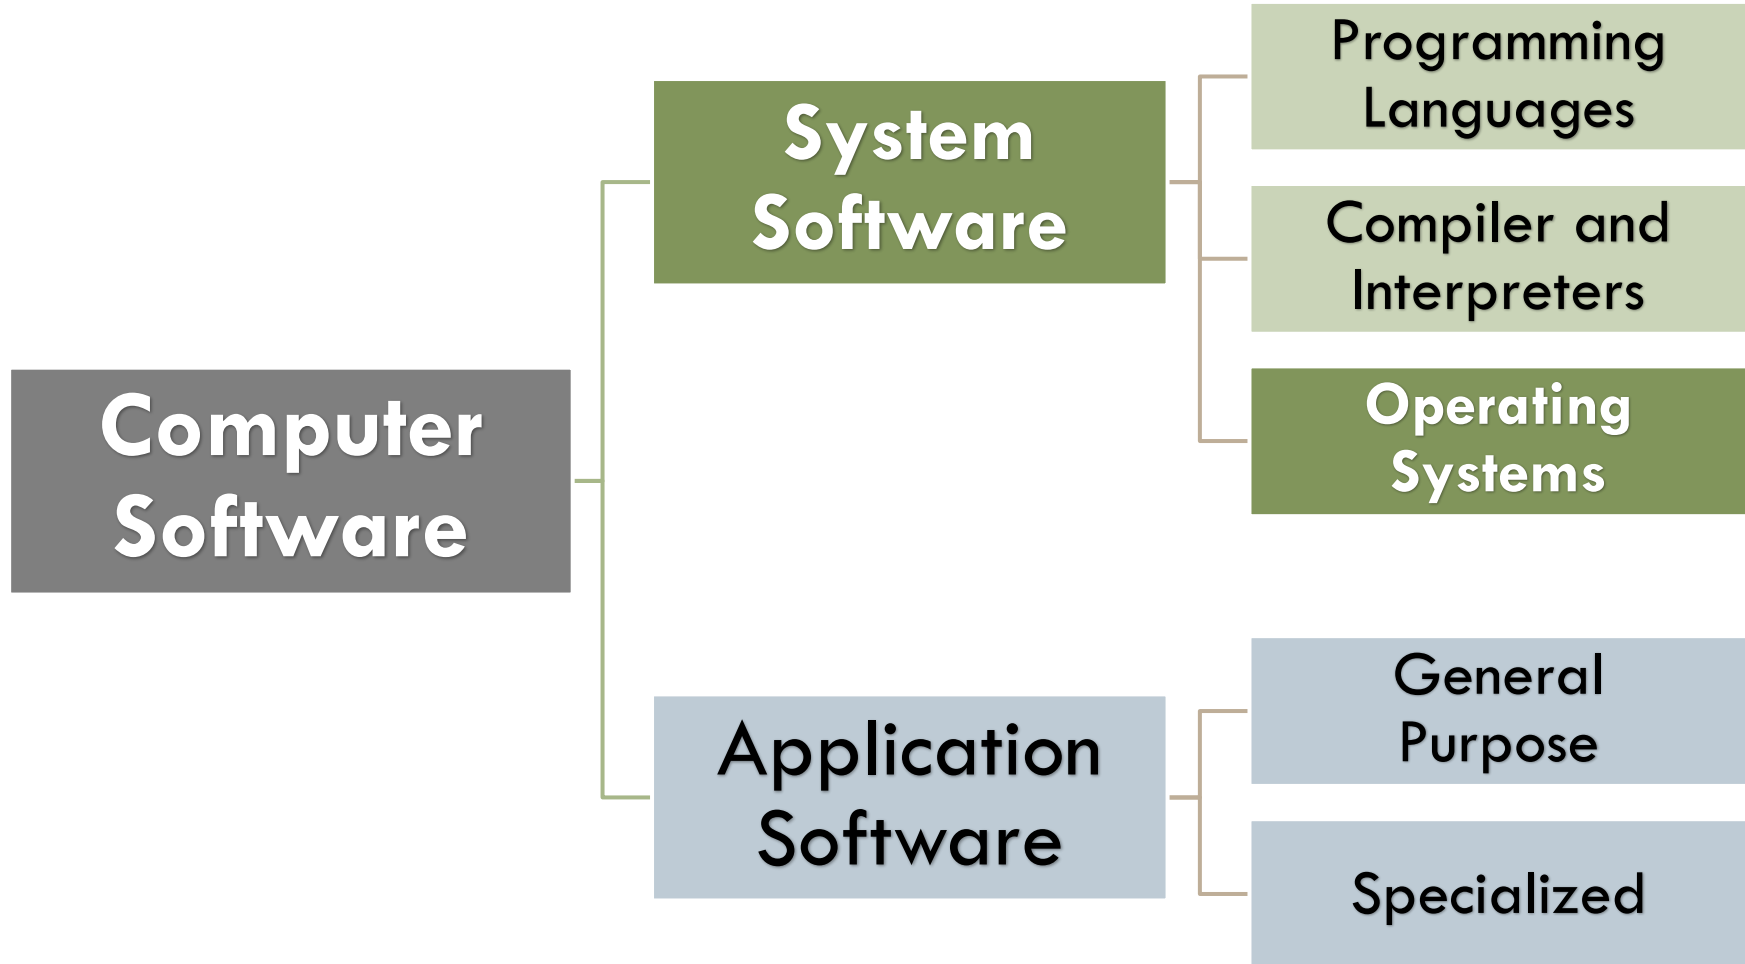 Computer
Software
System
Software
Programming
Languages
Compiler and
Interpreters
Operating
Systems
Application
Software
General
Purpose
Specialized